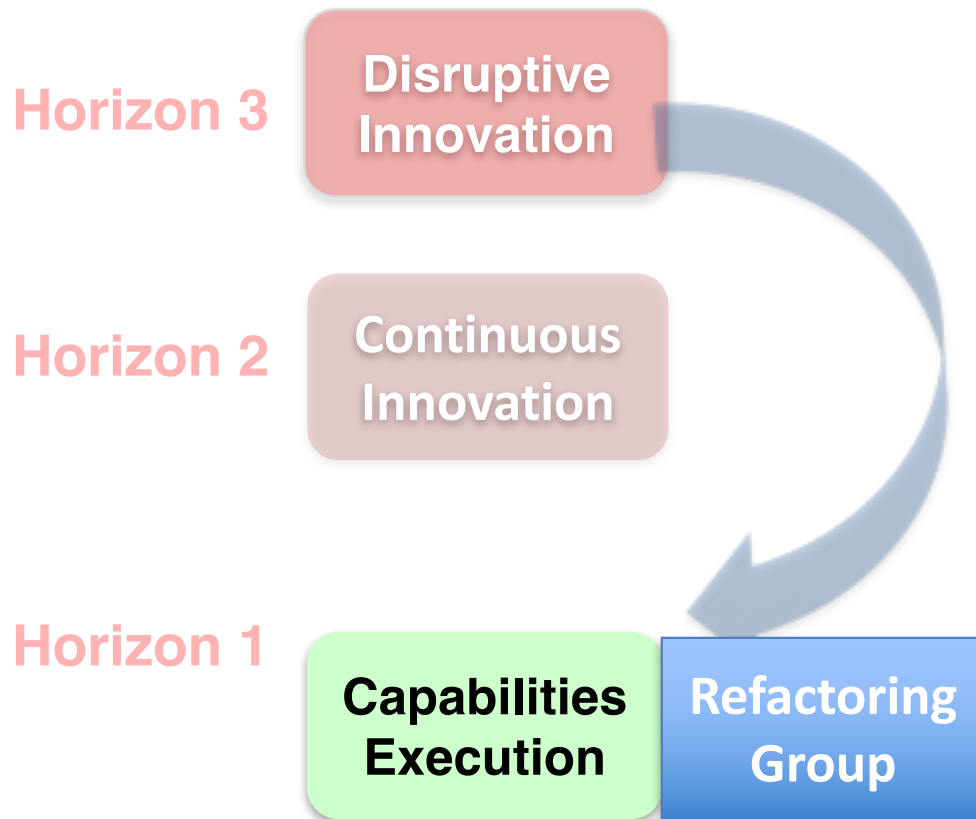 Horizon 3
Disruptive
Innovation
Horizon 2
Continuous
Innovation
Horizon 1
Capabilities
Execution
Refactoring
Group